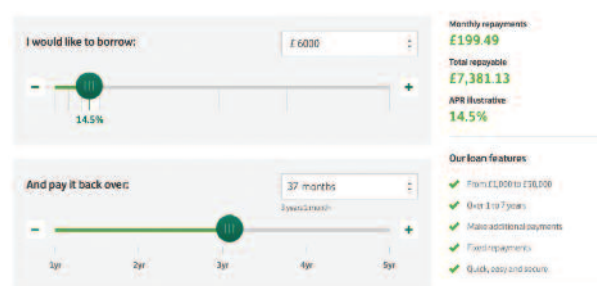 I would like to borrow:
£ 6000
-
+
14.5%
And pay it back over:
37 months
3 years 1 month
-
+
1yr
2yr
3yr
4yr
5yr
Monthly repayments
£199.49
Total repayable
£7,381.13
APR illustrative
14.5%
Our loan features
From £1,000 to £50,000
Over 1 to 7 years
Make additional payments
Fixed repayments
Quick, easy and secure